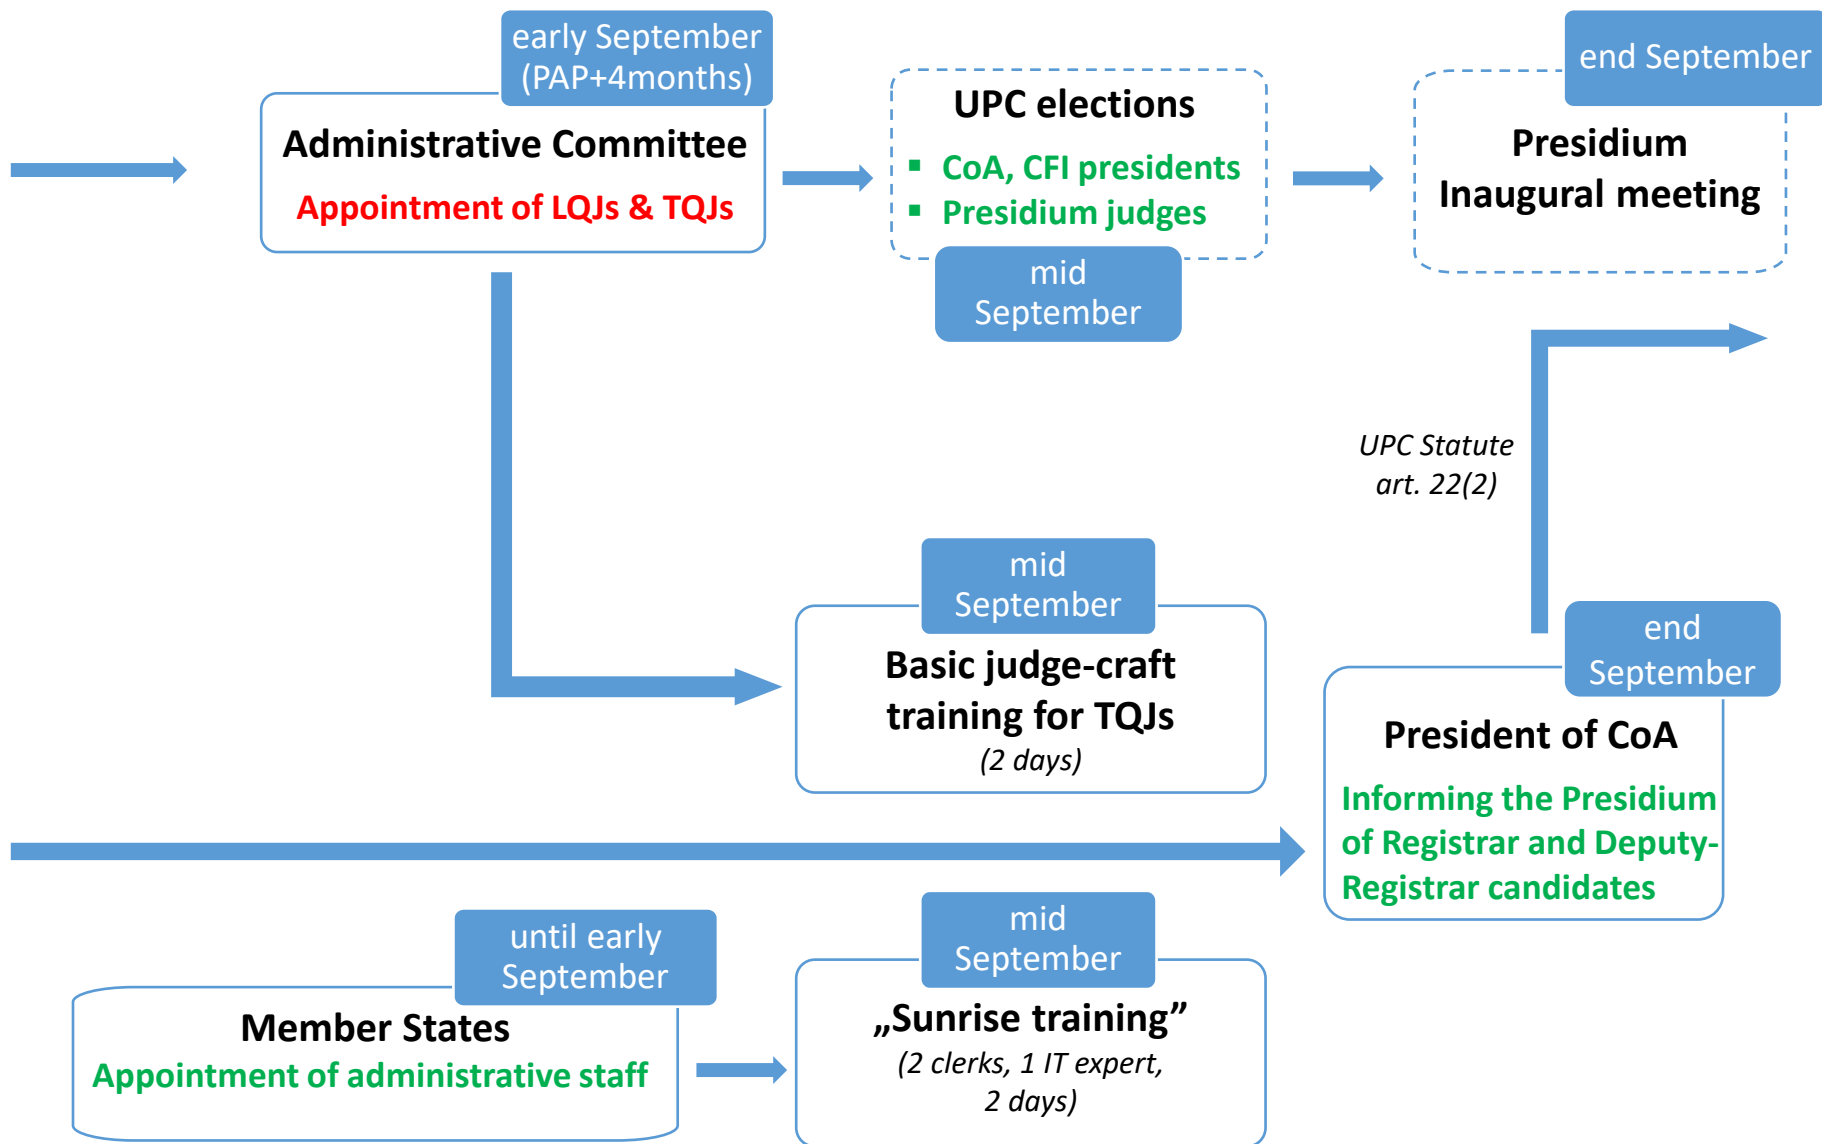 early September
(PAP+4months)
Administrative Committee
Appointment of LQJs & TQJs
UPC elections
▪ CoA, CFI presidents
▪ Presidium judges
mid
September
end September
Presidium
Inaugural meeting
UPC Statute
art. 22(2)
mid
September
Basic judge-craft
training for TQJs
(2 days)
end
September
President of CoA
Informing the Presidium
of Registrar and Deputy-
Registrar candidates
until early
September
Member States
Appointment of administrative staff
mid
September
„Sunrise training”
(2 clerks, 1 IT expert,
2 days)